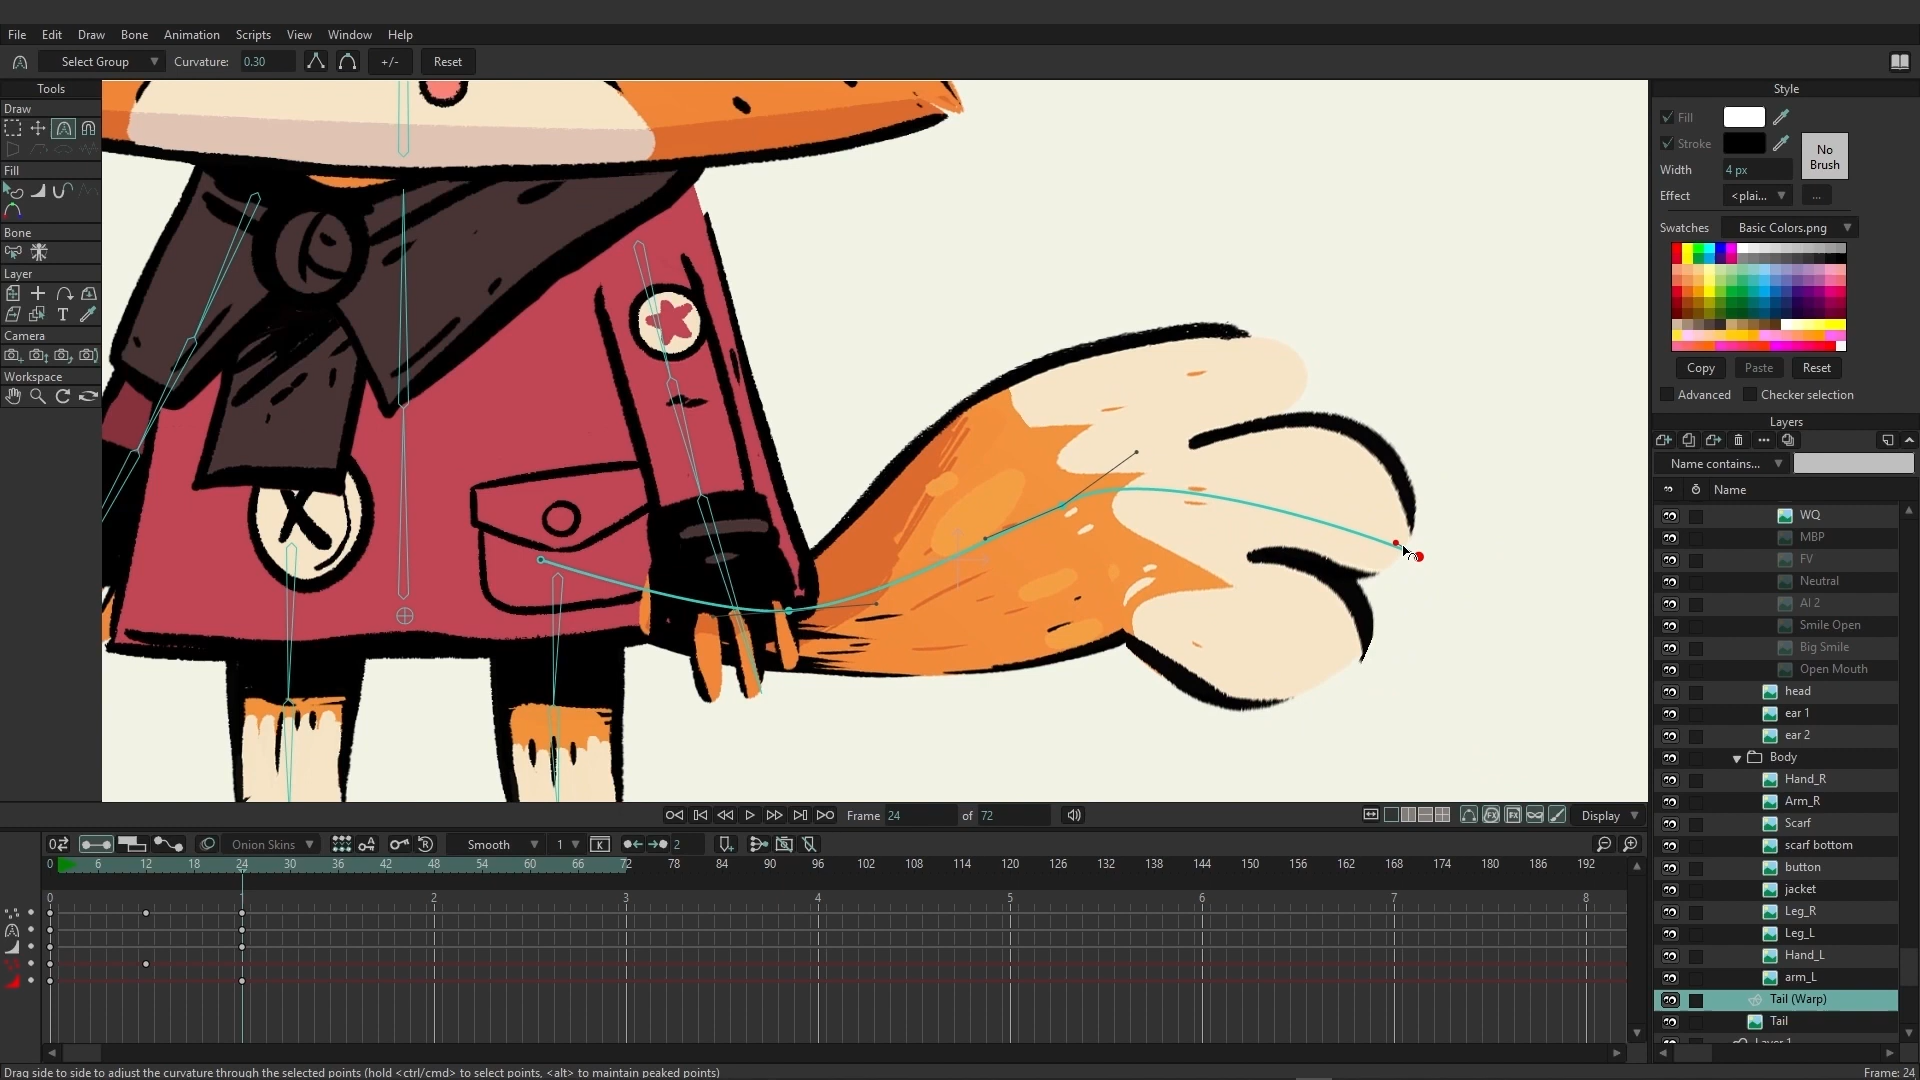 File Edit Draw Bone Animation Scripts View Window Help
Select Group Curvature: 0.30 +/- Reset
Tools
Draw
Fill
Bone
Layer
T
Camera
Workspace
Style
Fill
Stroke
No Brush
Width 4 px
Effect <plai... ...
Swatches Basic Colors.png
Copy Paste Reset
Advanced Checker selection
Layers
Name contains...
Name
WQ
MBP
FV
Neutral
AI 2
Smile Open
Big Smile
Open Mouth
head
ear 1
ear 2
Body
Hand_R
Arm_R
Scarf
scarf bottom
button
jacket
Leg_R
Leg_L
Hand_L
arm_L
Tail (Warp)
Tail
Layer 1
Frame 24 of 72 Display
Onion Skins Smooth 1 K 2
0 6 12 18 24 30 36 42 48 54 60 66 72 78 84 90 96 102 108 114 120 126 132 138 144 150 156 162 168 174 180 186 192
0 2 3 4 5 6 7 8
Drag side to side to adjust the curvature through the selected points (hold <ctrl/cmd> to select points, <alt> to maintain peaked points) Frame: 24